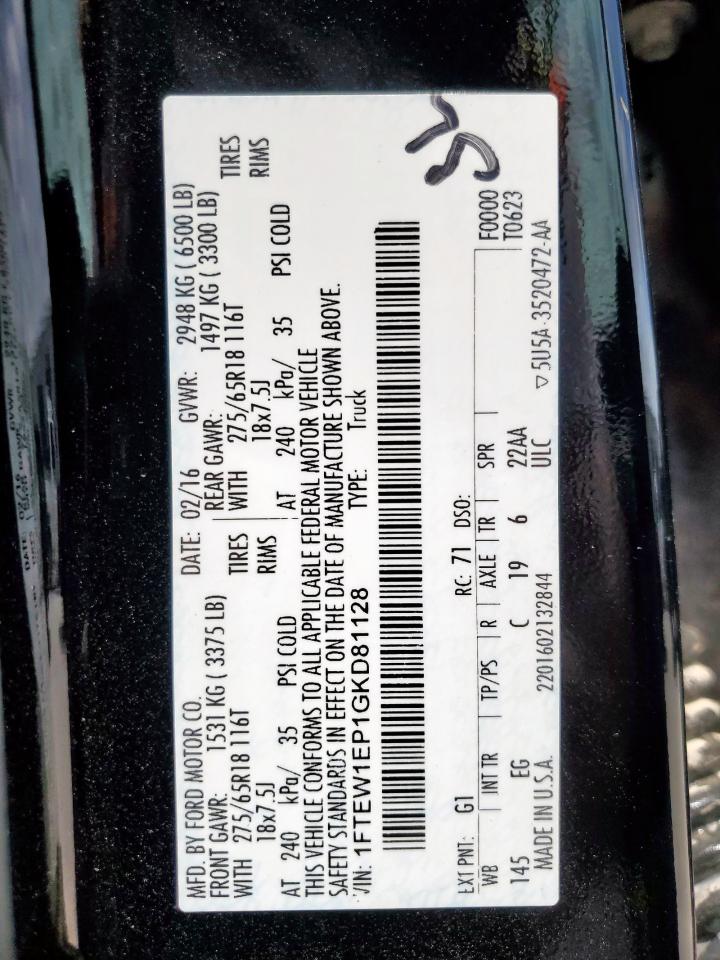 MFD. BY FORD MOTOR CO. DATE: 02/16 GVWR: 2948 KG ( 6500 LB)
FRONT GAWR: 1531 KG ( 3375 LB) REAR GAWR: 1497 KG ( 3300 LB)
WITH 275/65R18 116T TIRES WITH 275/65R18 116T TIRES
18x7.5J RIMS 18x7.5J RIMS
AT 240 kPa/ 35 PSI COLD AT 240 kPa/ 35 PSI COLD
THIS VEHICLE CONFORMS TO ALL APPLICABLE FEDERAL MOTOR VEHICLE
SAFETY STANDARDS IN EFFECT ON THE DATE OF MANUFACTURE SHOWN ABOVE.
VIN: 1FTEW1EP1GKD81128 TYPE: Truck
EXT PNT: G1 RC: 71 DSO: F0000
WB INT TR TP/PS R AXLE TR SPR T0623
145 EG C 19 6 22AA
MADE IN U.S.A. 2201602132844 ULC ▽5U5A-3520472-AA